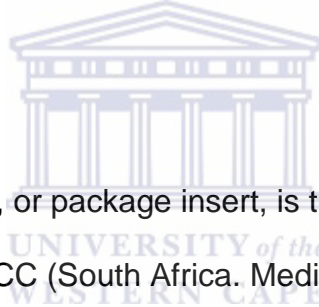 , or package insert, is t
UNIVERSITY of the
CC (South Africa. Medi
WESTERN CAPE